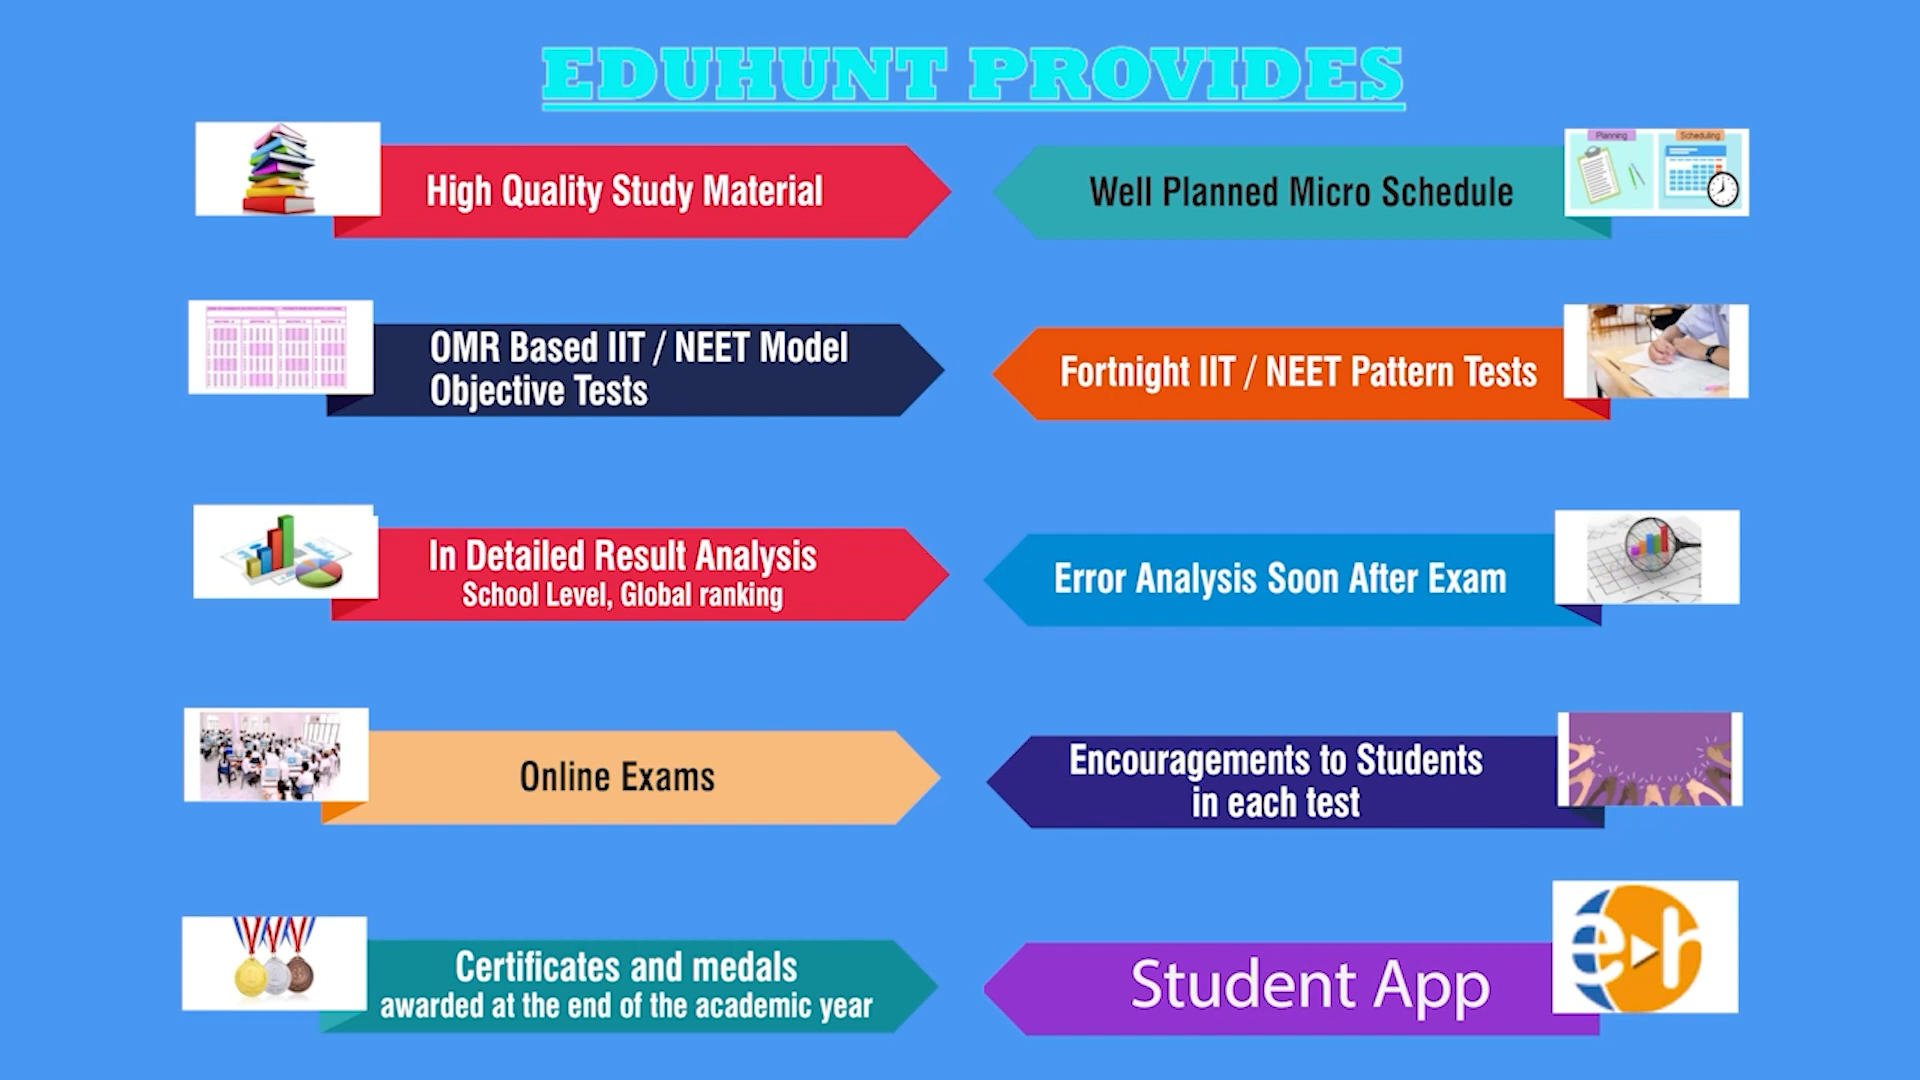 EDUHUNT PROVIDES
High Quality Study Material
Planning
Scheduling
Well Planned Micro Schedule
OMR Based IIT / NEET Model
Objective Tests
Fortnight IIT / NEET Pattern Tests
In Detailed Result Analysis
School Level, Global ranking
Error Analysis Soon After Exam
Online Exams
Encouragements to Students
in each test
Certificates and medals
awarded at the end of the academic year
Student App